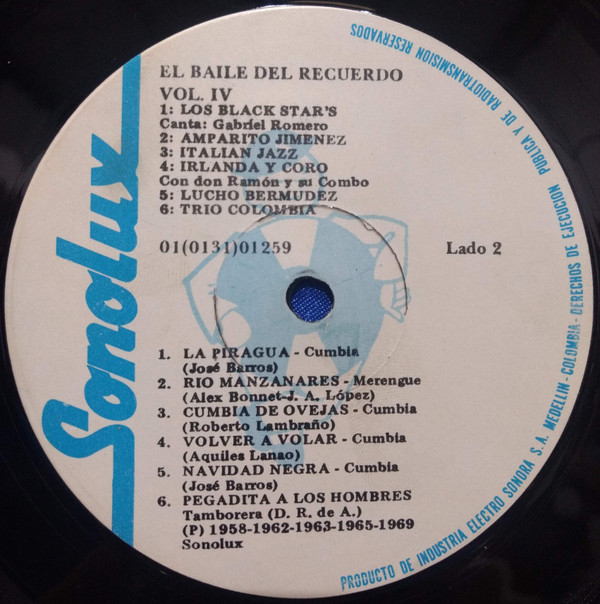 Sonolux
EL BAILE DEL RECUERDO
VOL. IV
1: LOS BLACK STAR'S
Canta: Gabriel Romero
2: AMPARITO JIMENEZ
3: ITALIAN JAZZ
4: IRLANDA Y CORO
Con don Ramón y su Combo
5: LUCHO BERMUDEZ
6: TRIO COLOMBIA
01(0131)01259 Lado 2
1. LA PIRAGUA - Cumbia
(José Barros)
2. RIO MANZANARES - Merengue
(Alex Bonnet-J. A. López)
3. CUMBIA DE OVEJAS - Cumbia
(Roberto Lambraño)
4. VOLVER A VOLAR - Cumbia
(Aquiles Lanao)
5. NAVIDAD NEGRA - Cumbia
(José Barros)
6. PEGADITA A LOS HOMBRES
Tamborera (D. R. de A.)
(P) 1958-1962-1963-1965-1969
Sonolux
PRODUCTO DE INDUSTRIA ELECTRO SONORA S.A. MEDELLIN-COLOMBIA-DERECHOS DE EJECUCION PUBLICA Y DE RADIOTRANSMISION RESERVADOS